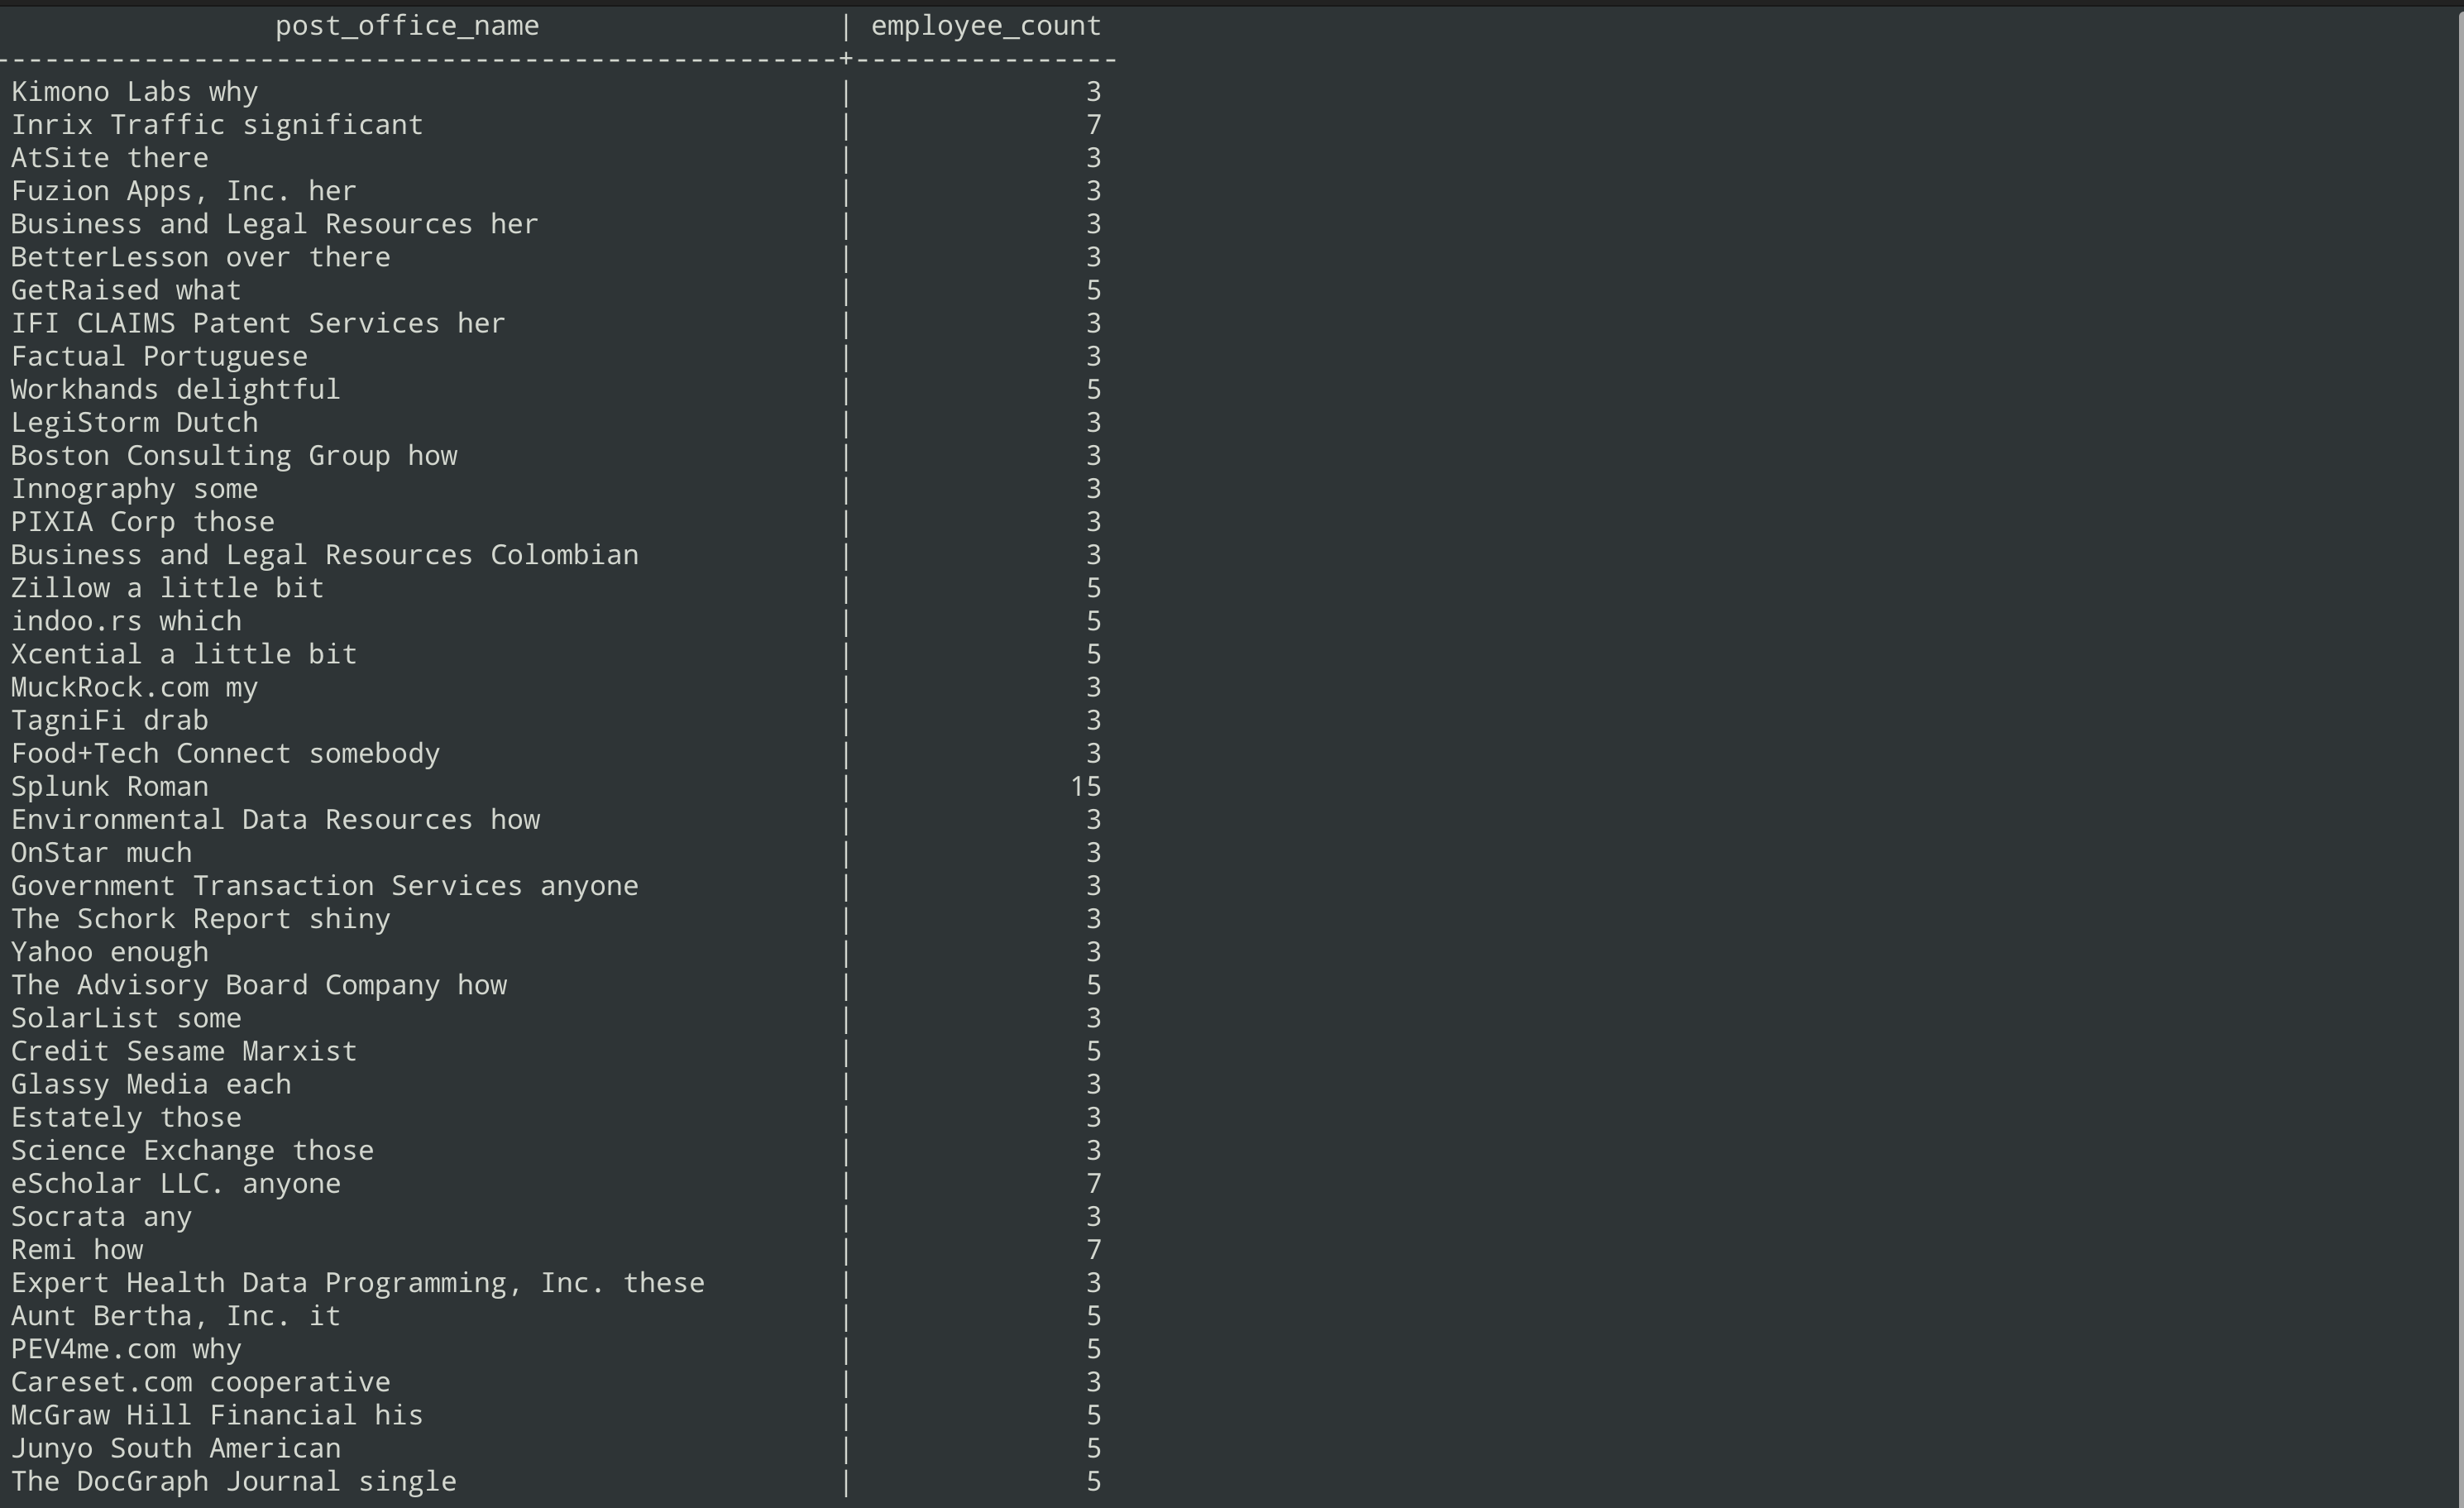 post_office_name | employee_count
--------------------------------------------------+----------------
Kimono Labs why | 3
Inrix Traffic significant | 7
AtSite there | 3
Fuzion Apps, Inc. her | 3
Business and Legal Resources her | 3
BetterLesson over there | 3
GetRaised what | 5
IFI CLAIMS Patent Services her | 3
Factual Portuguese | 3
Workhands delightful | 5
LegiStorm Dutch | 3
Boston Consulting Group how | 3
Innography some | 3
PIXIA Corp those | 3
Business and Legal Resources Colombian | 3
Zillow a little bit | 5
indoo.rs which | 5
Xcential a little bit | 5
MuckRock.com my | 3
TagniFi drab | 3
Food+Tech Connect somebody | 3
Splunk Roman | 15
Environmental Data Resources how | 3
OnStar much | 3
Government Transaction Services anyone | 3
The Schork Report shiny | 3
Yahoo enough | 3
The Advisory Board Company how | 5
SolarList some | 3
Credit Sesame Marxist | 5
Glassy Media each | 3
Estately those | 3
Science Exchange those | 3
eScholar LLC. anyone | 7
Socrata any | 3
Remi how | 7
Expert Health Data Programming, Inc. these | 3
Aunt Bertha, Inc. it | 5
PEV4me.com why | 5
Careset.com cooperative | 3
McGraw Hill Financial his | 5
Junyo South American | 5
The DocGraph Journal single | 5